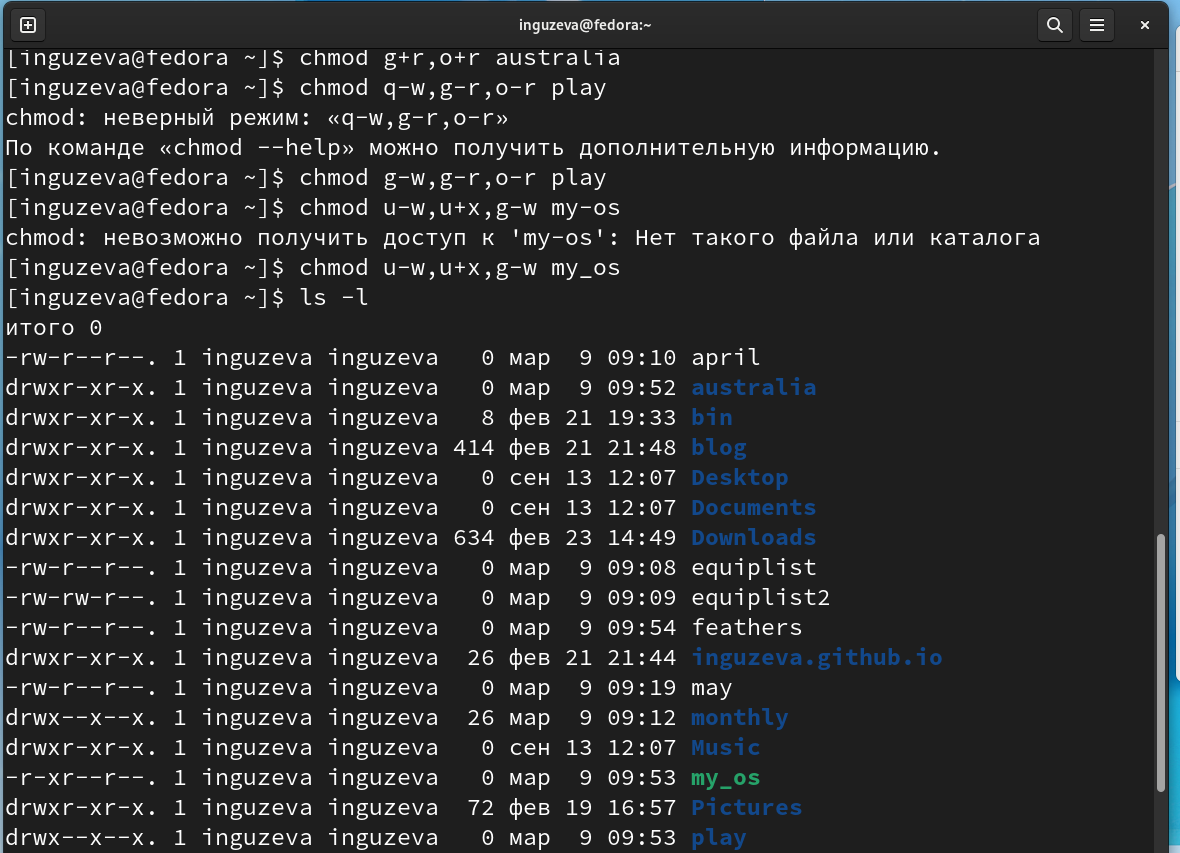 inguzeva@fedora:~
[inguzeva@fedora ~]$ chmod g+r,o+r australia
[inguzeva@fedora ~]$ chmod q-w,g-r,o-r play
chmod: неверный режим: «q-w,g-r,o-r»
По команде «chmod --help» можно получить дополнительную информацию.
[inguzeva@fedora ~]$ chmod g-w,g-r,o-r play
[inguzeva@fedora ~]$ chmod u-w,u+x,g-w my-os
chmod: невозможно получить доступ к 'my-os': Нет такого файла или каталога
[inguzeva@fedora ~]$ chmod u-w,u+x,g-w my_os
[inguzeva@fedora ~]$ ls -l
итого 0
-rw-r--r--. 1 inguzeva inguzeva   0 мар  9 09:10 april
drwxr-xr-x. 1 inguzeva inguzeva   0 мар  9 09:52 australia
drwxr-xr-x. 1 inguzeva inguzeva   8 фев 21 19:33 bin
drwxr-xr-x. 1 inguzeva inguzeva 414 фев 21 21:48 blog
drwxr-xr-x. 1 inguzeva inguzeva   0 сен 13 12:07 Desktop
drwxr-xr-x. 1 inguzeva inguzeva   0 сен 13 12:07 Documents
drwxr-xr-x. 1 inguzeva inguzeva 634 фев 23 14:49 Downloads
-rw-r--r--. 1 inguzeva inguzeva   0 мар  9 09:08 equiplist
-rw-rw-r--. 1 inguzeva inguzeva   0 мар  9 09:09 equiplist2
-rw-r--r--. 1 inguzeva inguzeva   0 мар  9 09:54 feathers
drwxr-xr-x. 1 inguzeva inguzeva  26 фев 21 21:44 inguzeva.github.io
-rw-r--r--. 1 inguzeva inguzeva   0 мар  9 09:19 may
drwx--x--x. 1 inguzeva inguzeva  26 мар  9 09:12 monthly
drwxr-xr-x. 1 inguzeva inguzeva   0 сен 13 12:07 Music
-r-xr--r--. 1 inguzeva inguzeva   0 мар  9 09:53 my_os
drwxr-xr-x. 1 inguzeva inguzeva  72 фев 19 16:57 Pictures
drwx--x--x. 1 inguzeva inguzeva   0 мар  9 09:53 play